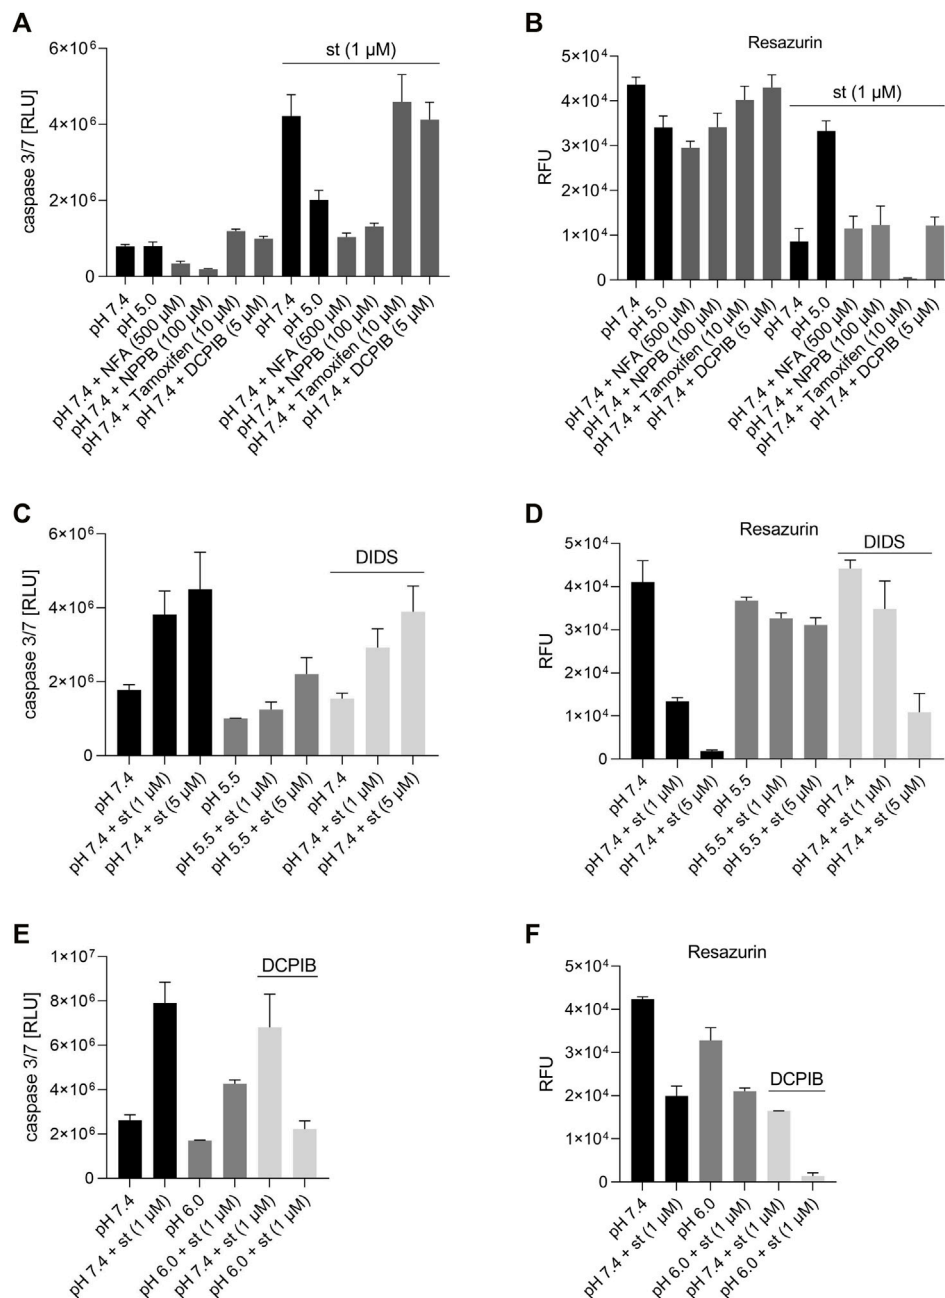 A
st (1 µM)
caspase 3/7 [RLU]
6×10⁶
4×10⁶
2×10⁶
0
pH 7.4
pH 5.0
pH 7.4 + NFA (500 µM)
pH 7.4 + NPPB (100 µM)
pH 7.4 + Tamoxifen (10 µM)
pH 7.4 + DCPIB (5 µM)
pH 7.4
pH 5.0
pH 7.4 + NFA (500 µM)
pH 7.4 + NPPB (100 µM)
pH 7.4 + Tamoxifen (10 µM)
pH 7.4 + DCPIB (5 µM)
B
Resazurin
st (1 µM)
RFU
5×10⁴
4×10⁴
3×10⁴
2×10⁴
1×10⁴
0
pH 7.4
pH 5.0
pH 7.4 + NFA (500 µM)
pH 7.4 + NPPB (100 µM)
pH 7.4 + Tamoxifen (10 µM)
pH 7.4 + DCPIB (5 µM)
pH 7.4
pH 5.0
pH 7.4 + NFA (500 µM)
pH 7.4 + NPPB (100 µM)
pH 7.4 + Tamoxifen (10 µM)
pH 7.4 + DCPIB (5 µM)
C
DIDS
caspase 3/7 [RLU]
6×10⁶
4×10⁶
2×10⁶
0
pH 7.4
pH 7.4 + st (1 µM)
pH 7.4 + st (5 µM)
pH 5.5
pH 5.5 + st (1 µM)
pH 5.5 + st (5 µM)
pH 7.4
pH 7.4 + st (1 µM)
pH 7.4 + st (5 µM)
D
Resazurin
DIDS
RFU
5×10⁴
4×10⁴
3×10⁴
2×10⁴
1×10⁴
0
pH 7.4
pH 7.4 + st (1 µM)
pH 7.4 + st (5 µM)
pH 5.5
pH 5.5 + st (1 µM)
pH 5.5 + st (5 µM)
pH 7.4
pH 7.4 + st (1 µM)
pH 7.4 + st (5 µM)
E
DCPIB
caspase 3/7 [RLU]
1×10⁷
8×10⁶
6×10⁶
4×10⁶
2×10⁶
0
pH 7.4
pH 7.4 + st (1 µM)
pH 6.0
pH 6.0 + st (1 µM)
pH 7.4 + st (1 µM)
pH 6.0 + st (1 µM)
F
Resazurin
DCPIB
RFU
5×10⁴
4×10⁴
3×10⁴
2×10⁴
1×10⁴
0
pH 7.4
pH 7.4 + st (1 µM)
pH 6.0
pH 6.0 + st (1 µM)
pH 7.4 + st (1 µM)
pH 6.0 + st (1 µM)